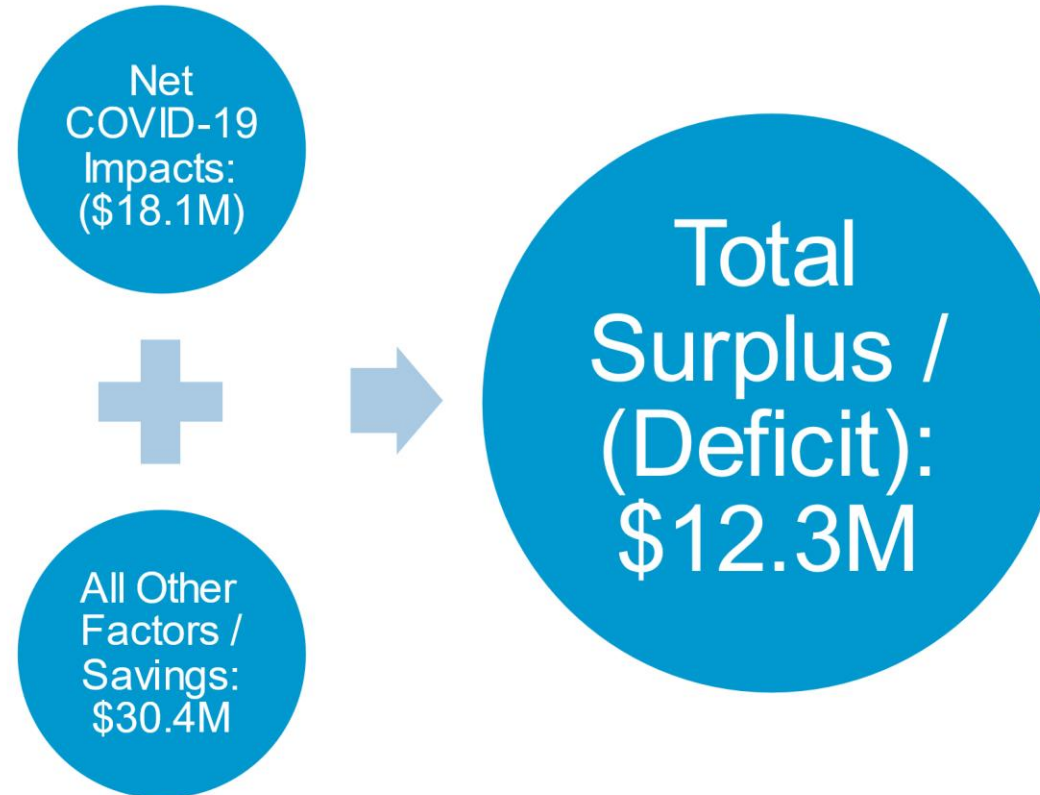 Net
COVID-19
Impacts:
($18.1M)
All Other
Factors /
Savings:
$30.4M
Total
Surplus /
(Deficit):
$12.3M